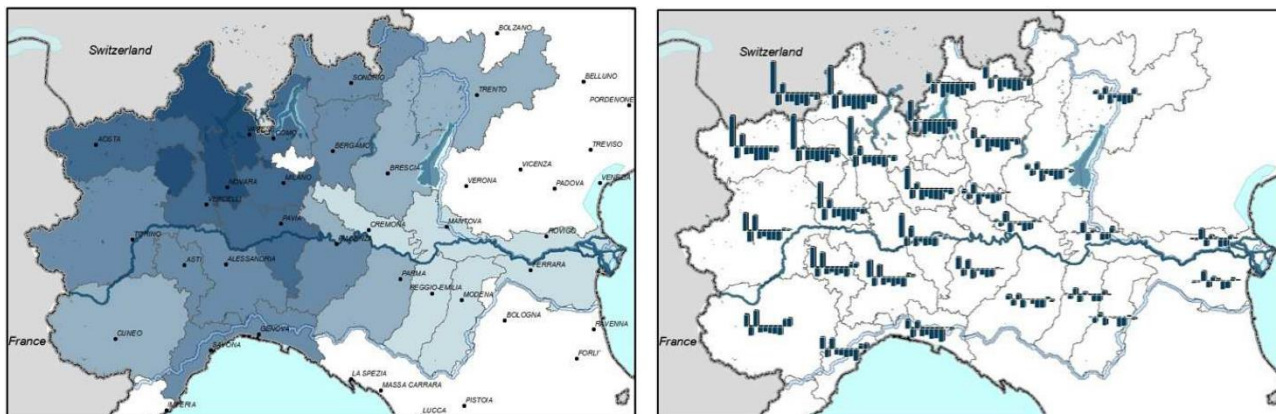 Switzerland
BOLZANO
BELLUNO
SONDRIO
TRENTO
PORDENONE
AOSTA
COMO
BERGAMO
TREVISO
BRESCIA
VICENZA
VERONA
PADOVA
VENEZIA
NOVARA
MILANO
VERCELLI
PAVIA
CREMONA
MANTOVA
ROVIGO
TORINO
ASTI
ALESSANDRIA
PARMA
FERRARA
REGGIO-EMILIA
MODENA
CUNEO
GENOVA
BOLOGNA
RAVENNA
France
SAVONA
FORLI'
LA SPEZIA
MASSA CARRARA
IMPERIA
PISTOIA
LUCCA
Switzerland
France